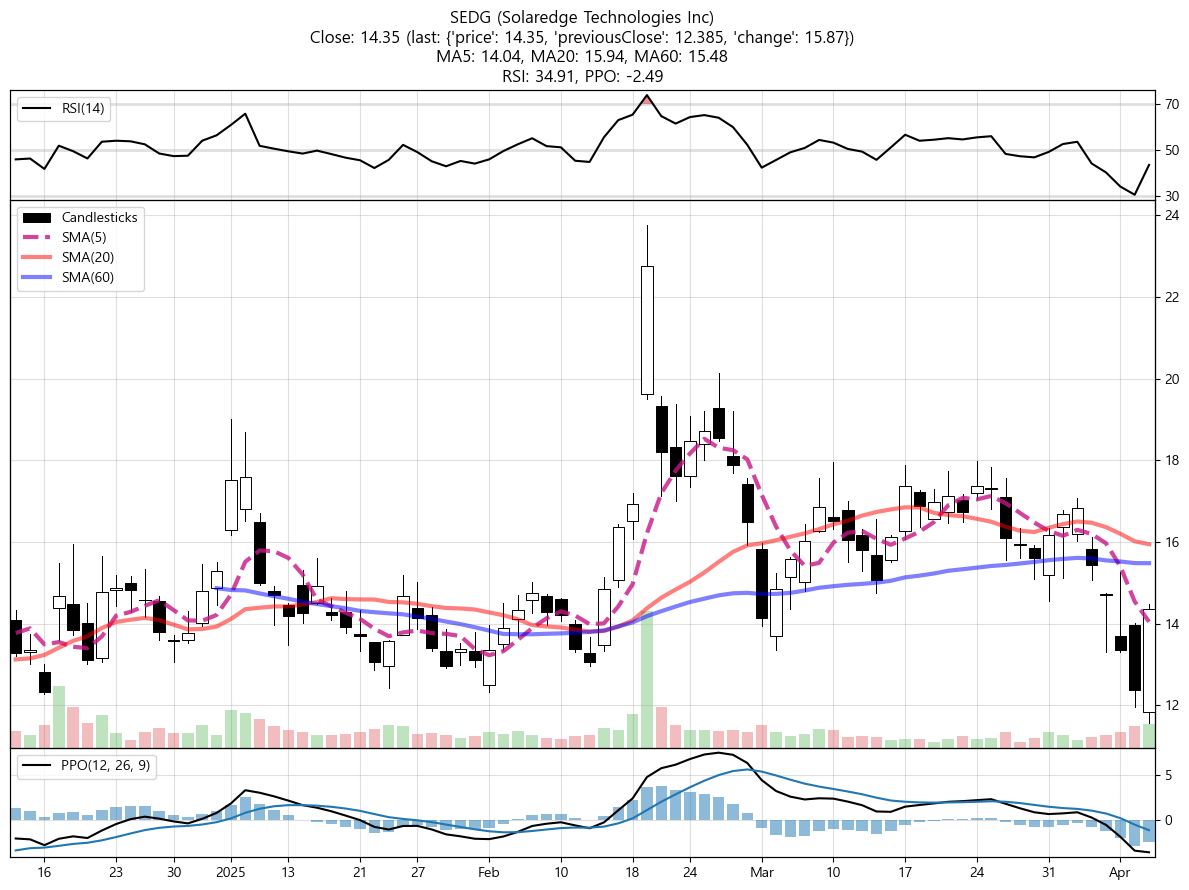 SEDG (Solaredge Technologies Inc)
Close: 14.35 (last: {'price': 14.35, 'previousClose': 12.385, 'change': 15.87})
MA5: 14.04, MA20: 15.94, MA60: 15.48
RSI: 34.91, PPO: -2.49
RSI(14)
70
50
30
Candlesticks
SMA(5)
SMA(20)
SMA(60)
24
22
20
18
16
14
12
PPO(12, 26, 9)
5
0
16 23 30 2025 13 21 27 Feb 10 18 24 Mar 10 17 24 31 Apr